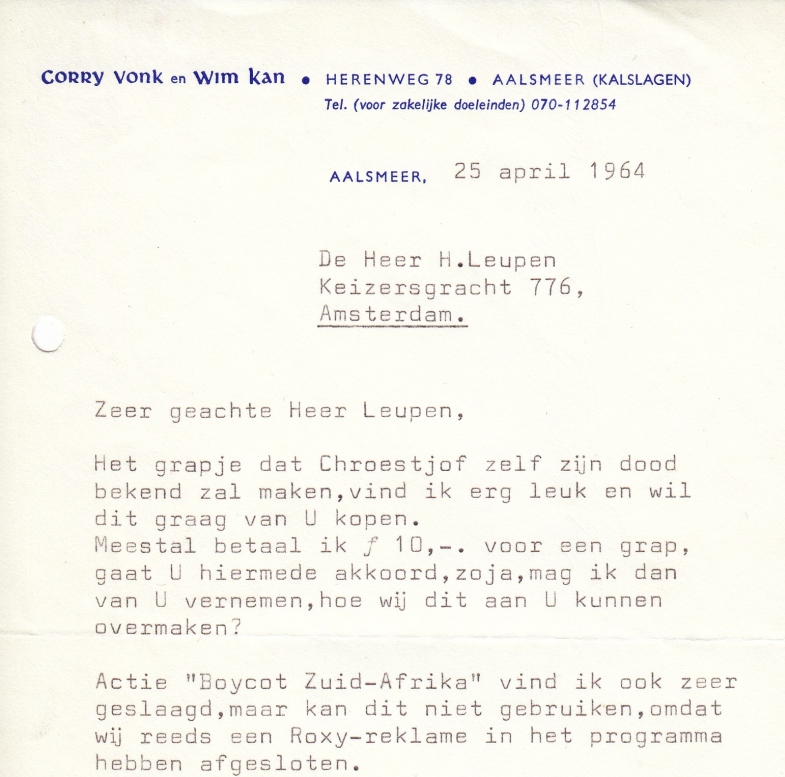 Corry Vonk en Wim Kan • HERENWEG 78 • AALSMEER (KALSLAGEN)
Tel. (voor zakelijke doeleinden) 070-112854
AALSMEER, 25 april 1964
De Heer H.Leupen
Keizersgracht 776,
Amsterdam.
Zeer geachte Heer Leupen,
Het grapje dat Chroestjof zelf zijn dood
bekend zal maken,vind ik erg leuk en wil
dit graag van U kopen.
Meestal betaal ik ƒ 10,-. voor een grap,
gaat U hiermede akkoord,zoja,mag ik dan
van U vernemen,hoe wij dit aan U kunnen
overmaken?
Actie "Boycot Zuid-Afrika" vind ik ook zeer
geslaagd,maar kan dit niet gebruiken,omdat
wij reeds een Roxy-reklame in het programma
hebben afgesloten.